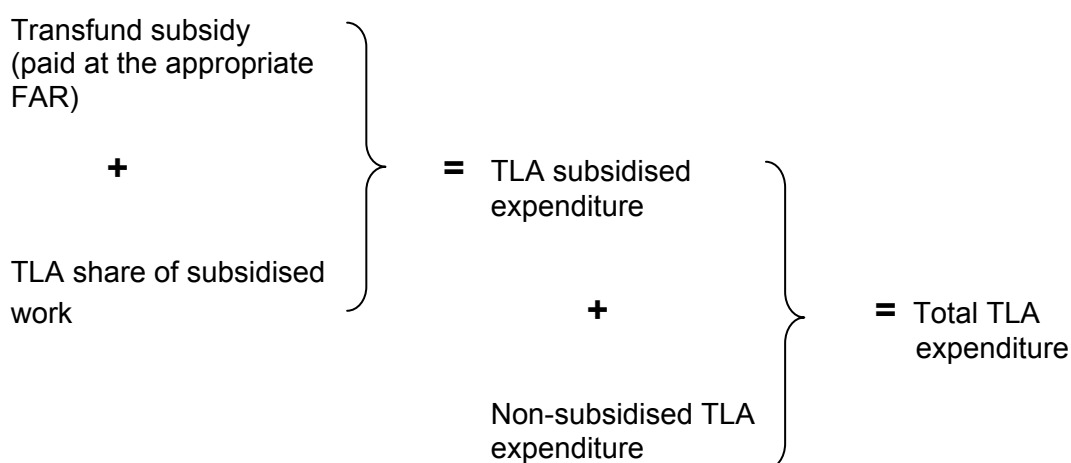 Transfund subsidy
(paid at the appropriate
FAR)
+
TLA share of subsidised
work
= TLA subsidised
expenditure
+
Non-subsidised TLA
expenditure
= Total TLA
expenditure